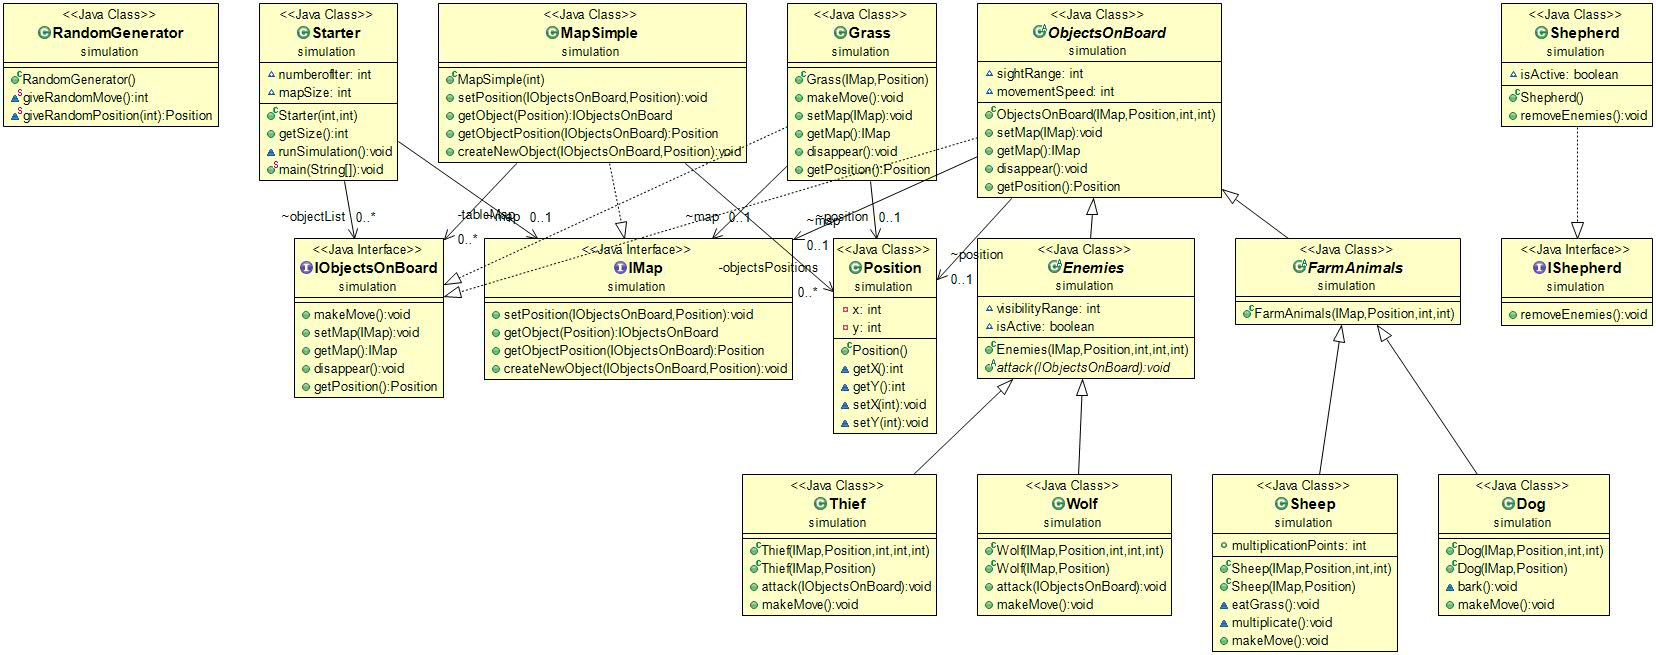 <<Java Class>>
RandomGenerator
simulation
RandomGenerator()
giveRandomMove():int
giveRandomPosition(int):Position
<<Java Class>>
Starter
simulation
numberofIter: int
mapSize: int
Starter(int,int)
getSize():int
runSimulation():void
main(String[]):void
<<Java Class>>
MapSimple
simulation
MapSimple(int)
setPosition(IObjectsOnBoard,Position):void
getObject(Position):IObjectsOnBoard
getObjectPosition(IObjectsOnBoard):Position
createNewObject(IObjectsOnBoard,Position):void
<<Java Class>>
Grass
simulation
Grass(IMap,Position)
makeMove():void
setMap(IMap):void
getMap():IMap
disappear():void
getPosition():Position
<<Java Class>>
ObjectsOnBoard
simulation
sightRange: int
movementSpeed: int
ObjectsOnBoard(IMap,Position,int,int)
setMap(IMap):void
getMap():IMap
disappear():void
getPosition():Position
<<Java Class>>
Shepherd
simulation
isActive: boolean
Shepherd()
removeEnemies():void
~objectList 0..*
-tableMap
0..*
~map 0..1
~map 0..1
~map
0..1
~position 0..1
-objectsPositions
0..*
~position
0..1
<<Java Interface>>
IObjectsOnBoard
simulation
makeMove():void
setMap(IMap):void
getMap():IMap
disappear():void
getPosition():Position
<<Java Interface>>
IMap
simulation
setPosition(IObjectsOnBoard,Position):void
getObject(Position):IObjectsOnBoard
getObjectPosition(IObjectsOnBoard):Position
createNewObject(IObjectsOnBoard,Position):void
<<Java Class>>
Position
simulation
x: int
y: int
Position()
getX():int
getY():int
setX(int):void
setY(int):void
<<Java Class>>
Enemies
simulation
visibilityRange: int
isActive: boolean
Enemies(IMap,Position,int,int,int)
attack(IObjectsOnBoard):void
<<Java Class>>
FarmAnimals
simulation
FarmAnimals(IMap,Position,int,int)
<<Java Interface>>
IShepherd
simulation
removeEnemies():void
<<Java Class>>
Thief
simulation
Thief(IMap,Position,int,int,int)
Thief(IMap,Position)
attack(IObjectsOnBoard):void
makeMove():void
<<Java Class>>
Wolf
simulation
Wolf(IMap,Position,int,int,int)
Wolf(IMap,Position)
attack(IObjectsOnBoard):void
makeMove():void
<<Java Class>>
Sheep
simulation
multiplicationPoints: int
Sheep(IMap,Position,int,int)
Sheep(IMap,Position)
eatGrass():void
multiplicate():void
makeMove():void
<<Java Class>>
Dog
simulation
Dog(IMap,Position,int,int)
Dog(IMap,Position)
bark():void
makeMove():void